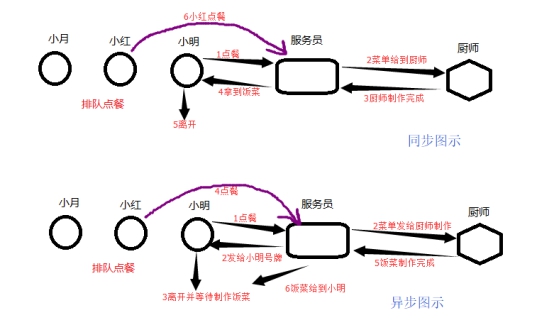 6小红点餐
小月
小红
小明
服务员
厨师
1点餐
2菜单给到厨师
4拿到饭菜
3厨师制作完成
排队点餐
5离开
同步图示
4点餐
小月
小红
小明
服务员
厨师
1点餐
2菜单发给厨师制作
2发给小明号牌
5饭菜制作完成
排队点餐
3离开并等待制作饭菜
6饭菜给到小明
异步图示